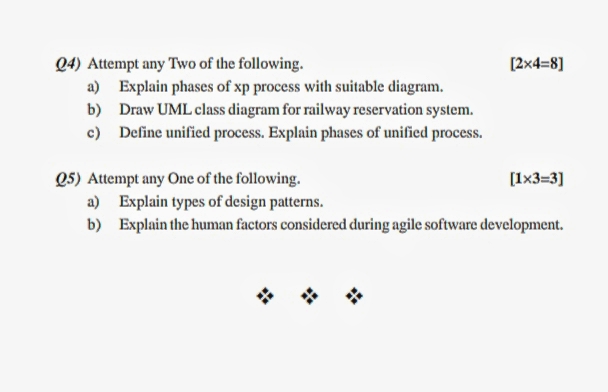 Q4) Attempt any Two of the following. [2×4=8]
a) Explain phases of xp process with suitable diagram.
b) Draw UML class diagram for railway reservation system.
c) Define unified process. Explain phases of unified process.
Q5) Attempt any One of the following. [1×3=3]
a) Explain types of design patterns.
b) Explain the human factors considered during agile software development.